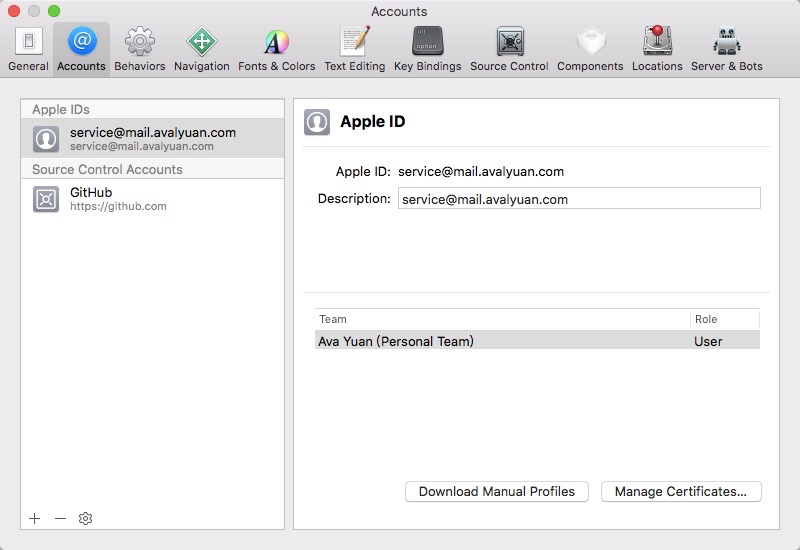 Accounts
General Accounts Behaviors Navigation Fonts & Colors Text Editing Key Bindings Source Control Components Locations Server & Bots
Apple IDs
service@mail.avalyuan.com
service@mail.avalyuan.com
Source Control Accounts
GitHub
https://github.com
Apple ID
Apple ID: service@mail.avalyuan.com
Description: service@mail.avalyuan.com
Team Role
Ava Yuan (Personal Team) User
Download Manual Profiles Manage Certificates...